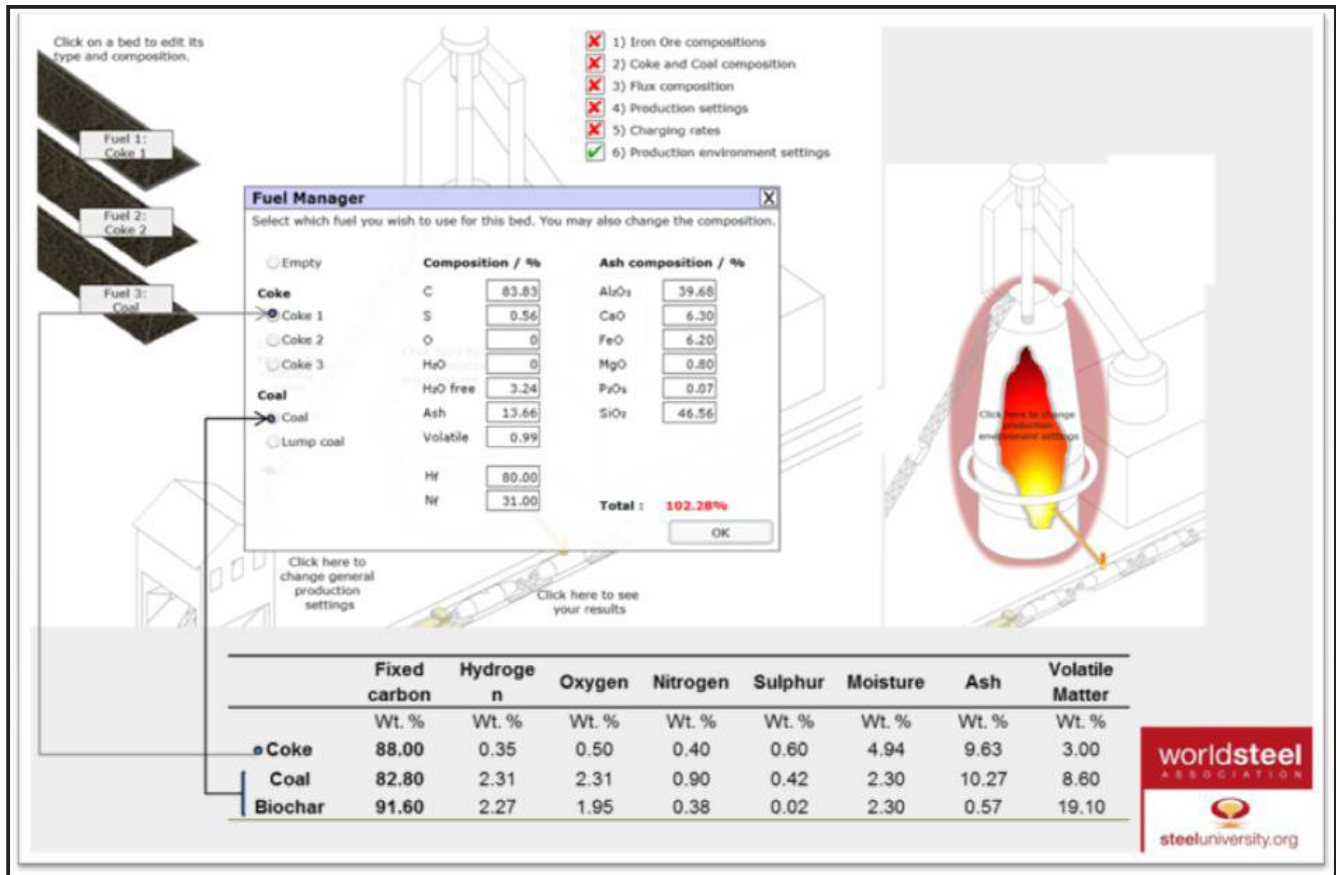 Click on a bed to edit its
type and composition.
Fuel 1:
Coke 1
Fuel 2:
Coke 2
Fuel 3:
Coal
1) Iron Ore compositions
2) Coke and Coal composition
3) Flux composition
4) Production settings
5) Charging rates
6) Production environment settings
Fuel Manager X
Select which fuel you wish to use for this bed. You may also change the composition.
Empty
Coke
Coke 1
Coke 2
Coke 3
Coal
Coal
Lump coal
Composition / %
C 83.83
S 0.56
O 0
H₂O 0
H₂O free 3.24
Ash 13.66
Volatile 0.99
Hf 80.00
Nf 31.00
Ash composition / %
Al₂O₃ 39.68
CaO 6.30
FeO 6.20
MgO 0.80
P₂O₅ 0.07
SiO₂ 46.56
Total : 102.28%
OK
Click here to change
production
environment settings
Click here to
change general
production
settings
Click here to see
your results
Fixed carbon Hydrogen Oxygen Nitrogen Sulphur Moisture Ash Volatile Matter
Wt. % Wt. % Wt. % Wt. % Wt. % Wt. % Wt. % Wt. %
Coke 88.00 0.35 0.50 0.40 0.60 4.94 9.63 3.00
Coal 82.80 2.31 2.31 0.90 0.42 2.30 10.27 8.60
Biochar 91.60 2.27 1.95 0.38 0.02 2.30 0.57 19.10
worldsteel
ASSOCIATION
steeluniversity.org